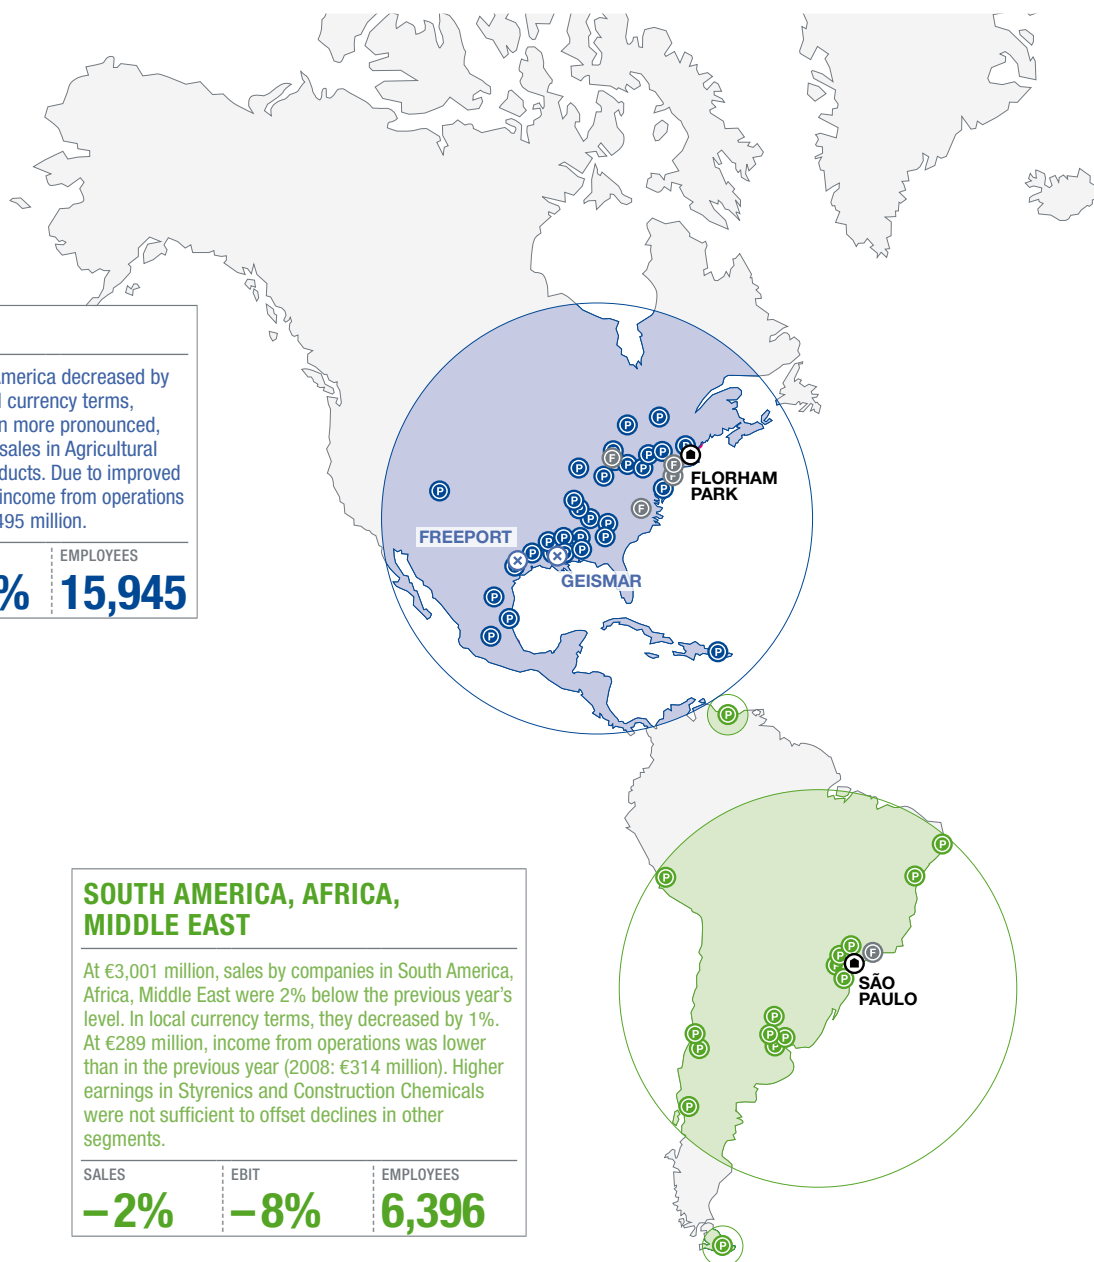 America decreased by
currency terms,
more pronounced,
sales in Agricultural
Due to improved
income from operations
495 million.
EMPLOYEES
% 15,945
FREEPORT
GEISMAR
FLORHAM
PARK
SOUTH AMERICA, AFRICA,
MIDDLE EAST
At €3,001 million, sales by companies in South America,
Africa, Middle East were 2% below the previous year’s
level. In local currency terms, they decreased by 1%.
At €289 million, income from operations was lower
than in the previous year (2008: €314 million). Higher
earnings in Styrenics and Construction Chemicals
were not sufficient to offset declines in other
segments.
SALES EBIT EMPLOYEES
–2% –8% 6,396
SÃO
PAULO